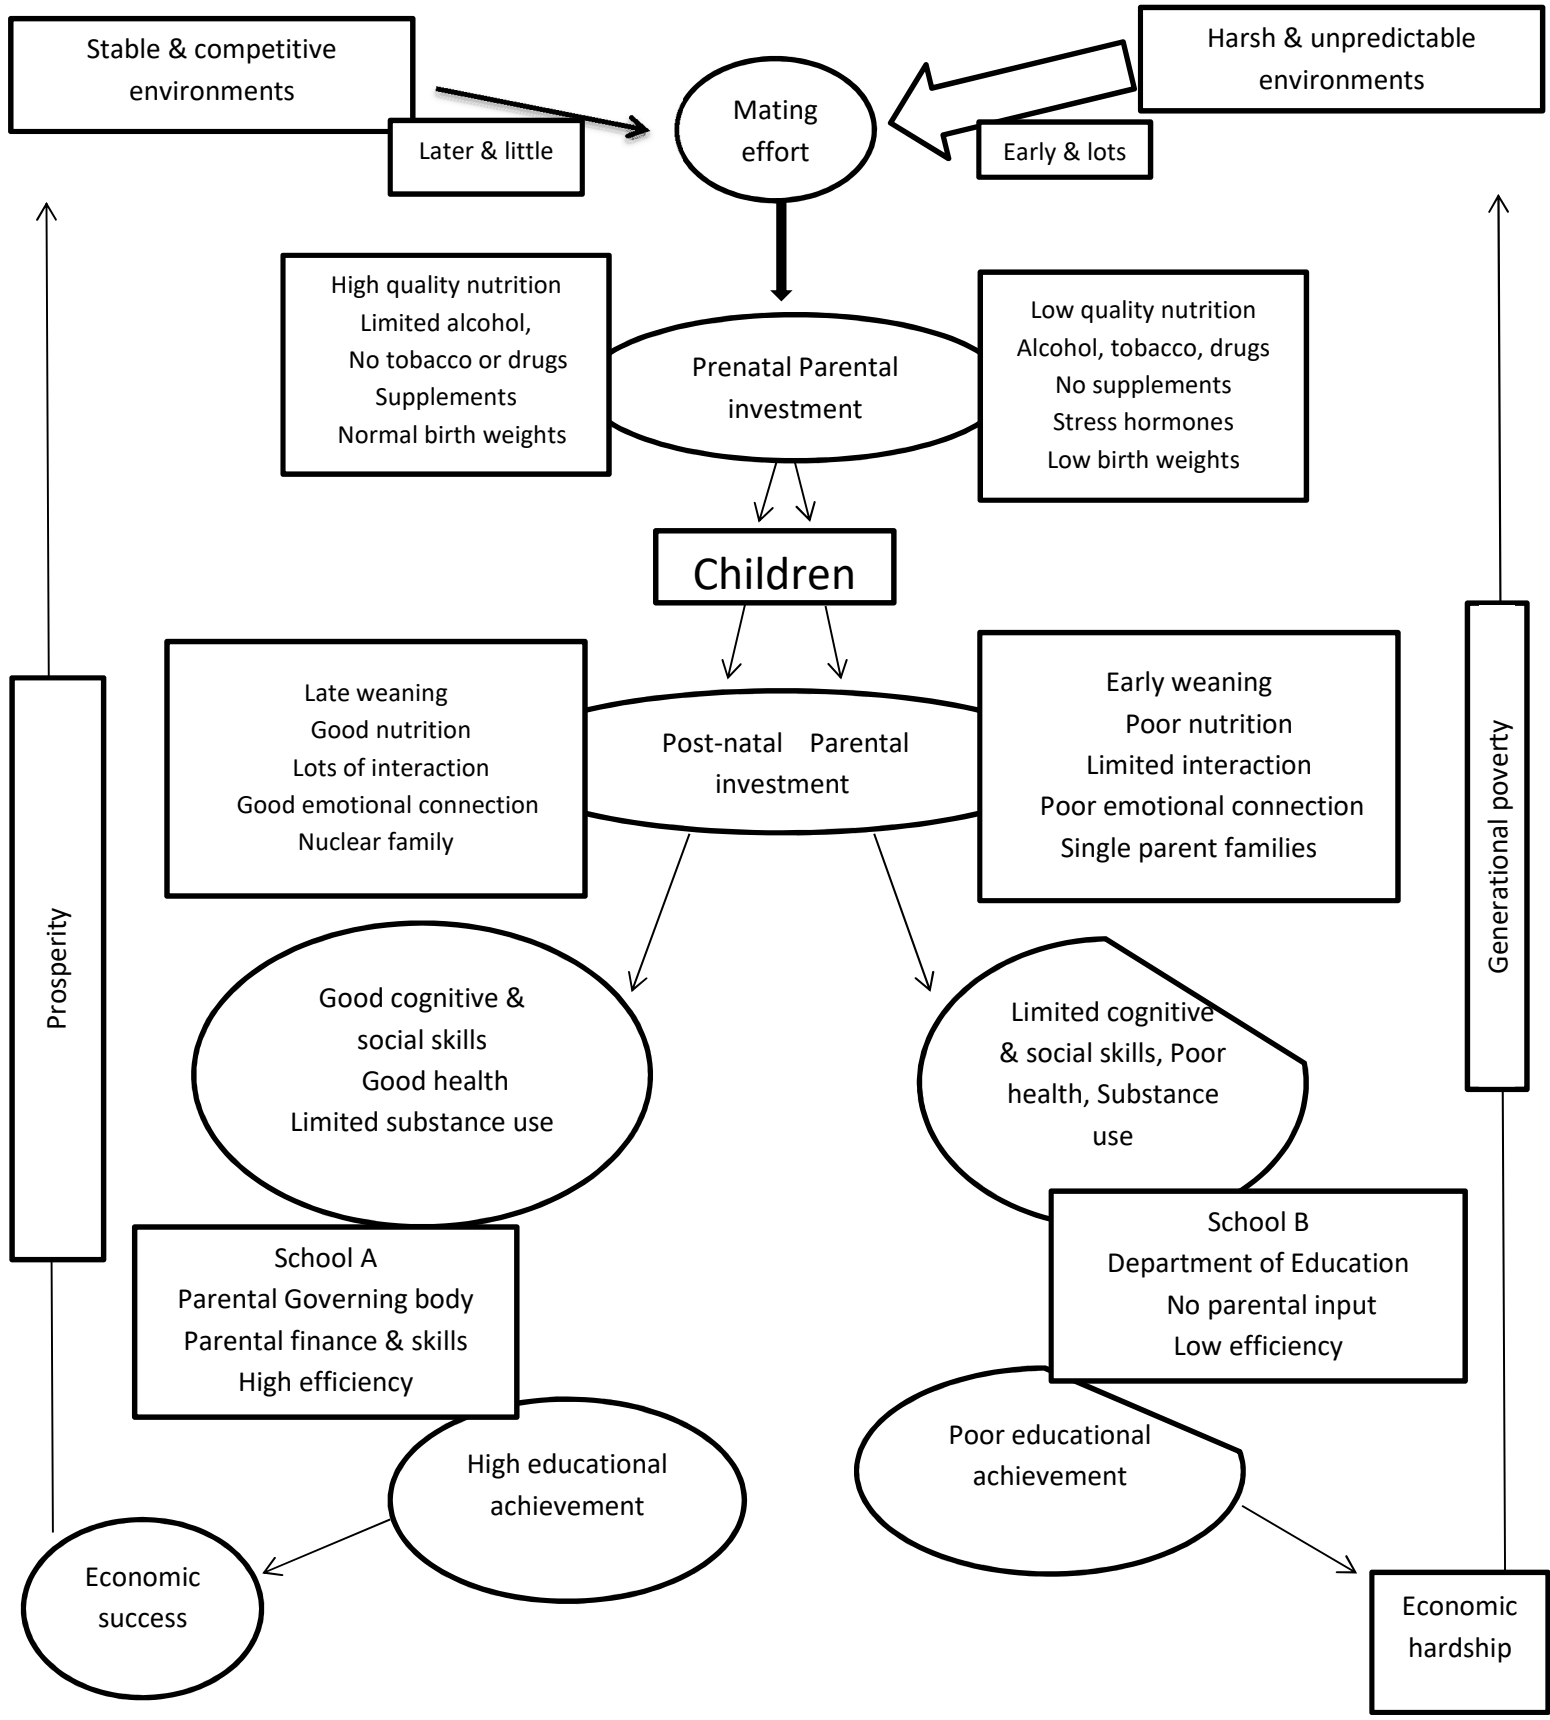 Stable & competitive
environments
Harsh & unpredictable
environments
Mating
effort
Later & little
Early & lots
High quality nutrition
Limited alcohol,
No tobacco or drugs
Supplements
Normal birth weights
Prenatal Parental
investment
Low quality nutrition
Alcohol, tobacco, drugs
No supplements
Stress hormones
Low birth weights
Children
Late weaning
Good nutrition
Lots of interaction
Good emotional connection
Nuclear family
Post-natal Parental
investment
Early weaning
Poor nutrition
Limited interaction
Poor emotional connection
Single parent families
Prosperity
Generational poverty
Good cognitive &
social skills
Good health
Limited substance use
Limited cognitive
& social skills, Poor
health, Substance
use
School A
Parental Governing body
Parental finance & skills
High efficiency
School B
Department of Education
No parental input
Low efficiency
High educational
achievement
Poor educational
achievement
Economic
success
Economic
hardship